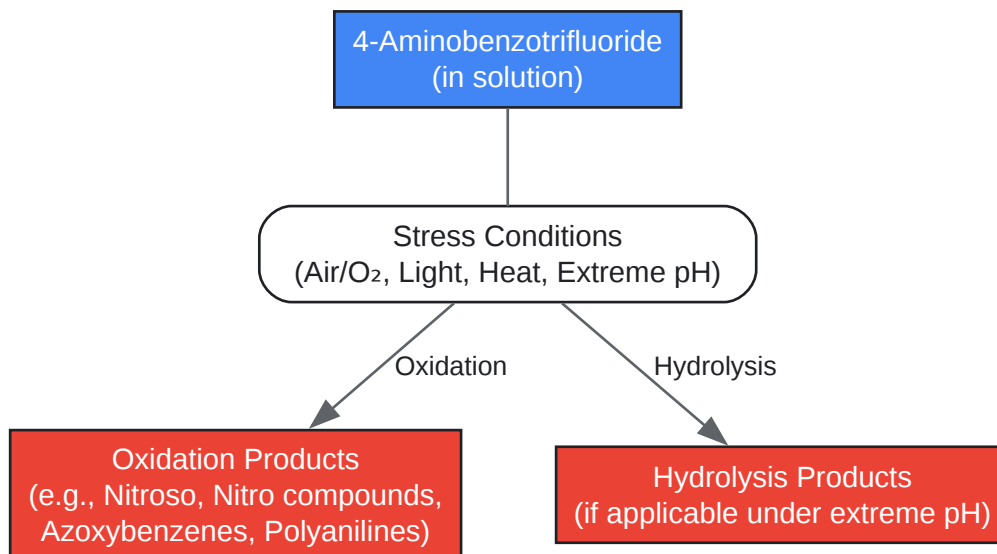 4-Aminobenzotrifluoride
(in solution)
Stress Conditions
(Air/O₂, Light, Heat, Extreme pH)
Oxidation
Hydrolysis
Oxidation Products
(e.g., Nitroso, Nitro compounds,
Azoxybenzenes, Polyanilines)
Hydrolysis Products
(if applicable under extreme pH)